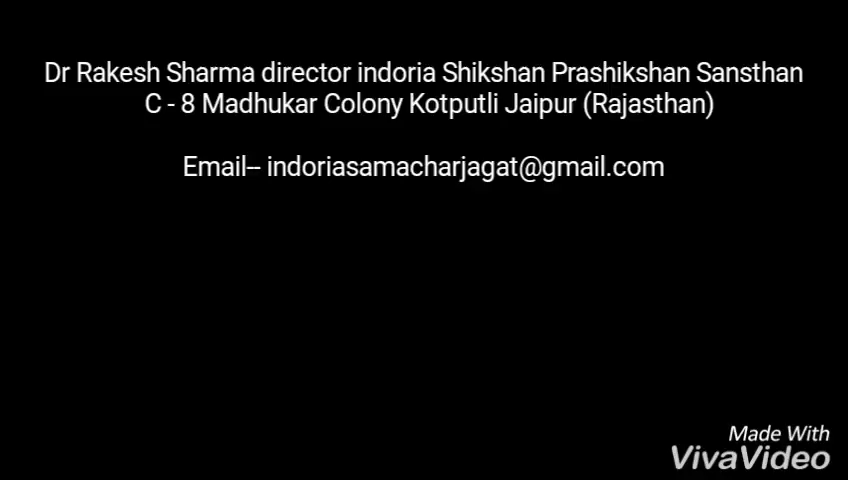 Dr Rakesh Sharma director indoria Shikshan Prashikshan Sansthan
C - 8 Madhukar Colony Kotputli Jaipur (Rajasthan)
Email-- indoriasamacharjagat@gmail.com
Made With
VivaVideo